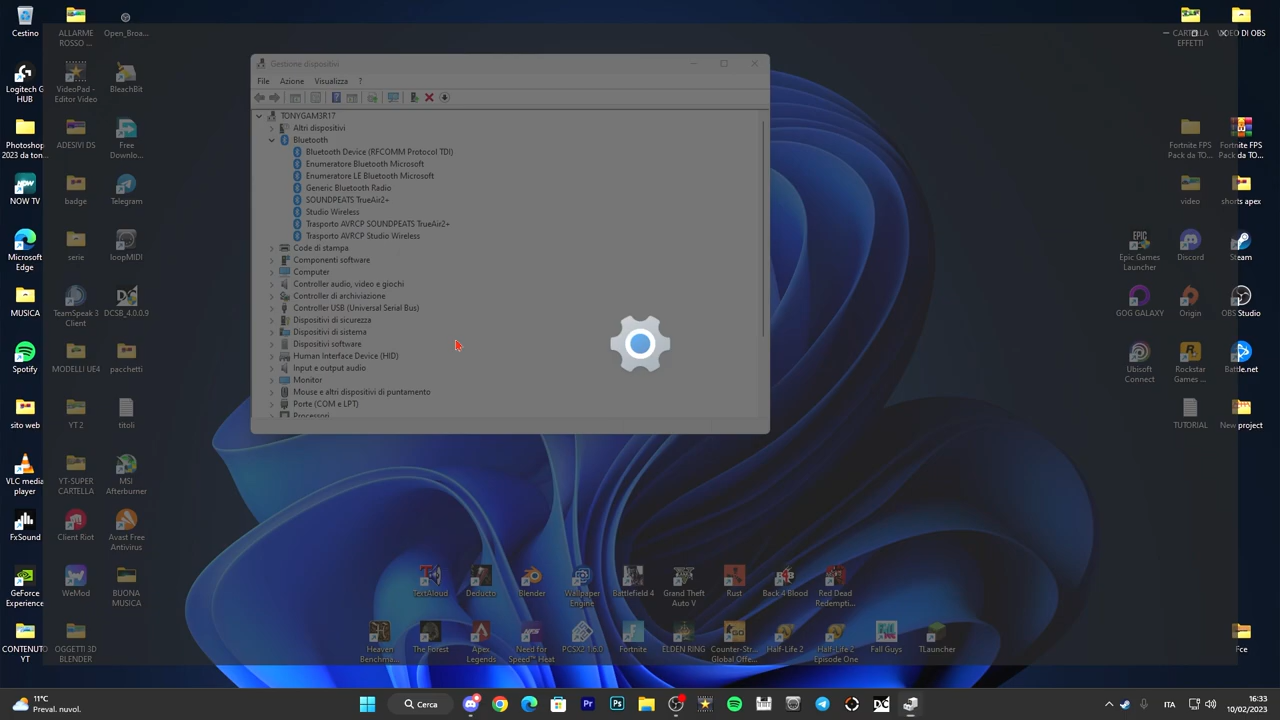 Cestino
ALLARME
ROSSO ...
Open_Broa...
CARTELLA
EFFETTI
VIDEO DI OBS
Logitech G
HUB
VideoPad -
Editor Video
BleachBit
Photoshop
2023 da ton...
ADESIVI DS
Free
Downlo...
Fortnite FPS
Pack da TO...
Fortnite FPS
Pack da TO...
NOW TV
badge
Telegram
video
shorts apex
Microsoft
Edge
serie
loopMIDI
Epic Games
Launcher
Discord
Steam
MUSICA
TeamSpeak 3
Client
DCSB_4.0.0.9
GOG GALAXY
Origin
OBS Studio
Spotify
MODELLI UE4
pacchetti
Ubisoft
Connect
Rockstar
Games ...
Battle.net
sito web
YT 2
titoli
TUTORIAL
New project
VLC media
player
YT-SUPER
CARTELLA
MSI
Afterburner
FxSound
Client Riot
Avast Free
Antivirus
GeForce
Experience
WeMod
BUONA
MUSICA
CONTENUTO
YT
OGGETTI 3D
BLENDER
Gestione dispositivi
File Azione Visualizza ?
TONYGAM3R17
Altri dispositivi
Bluetooth
Bluetooth Device (RFCOMM Protocol TDI)
Enumeratore Bluetooth Microsoft
Enumeratore LE Bluetooth Microsoft
Generic Bluetooth Radio
SOUNDPEATS TrueAir2+
Studio Wireless
Trasporto AVRCP SOUNDPEATS TrueAir2+
Trasporto AVRCP Studio Wireless
Code di stampa
Componenti software
Computer
Controller audio, video e giochi
Controller di archiviazione
Controller USB (Universal Serial Bus)
Dispositivi di sicurezza
Dispositivi di sistema
Dispositivi software
Human Interface Device (HID)
Input e output audio
Monitor
Mouse e altri dispositivi di puntamento
Porte (COM e LPT)
Processori
TextAloud
Deducto
Blender
Wallpaper
Engine
Battlefield 4
Grand Theft
Auto V
Rust
Back 4 Blood
Red Dead
Redempti...
Heaven
Benchma...
The Forest
Apex
Legends
Need for
Speed™ Heat
PCSX2 1.6.0
Fortnite
ELDEN RING
Counter-Str...
Global Offe...
Half-Life 2
Half-Life 2
Episode One
Fall Guys
TLauncher
Fce
11°C
Preval. nuvol.
Cerca
ITA
16:33
10/02/2023